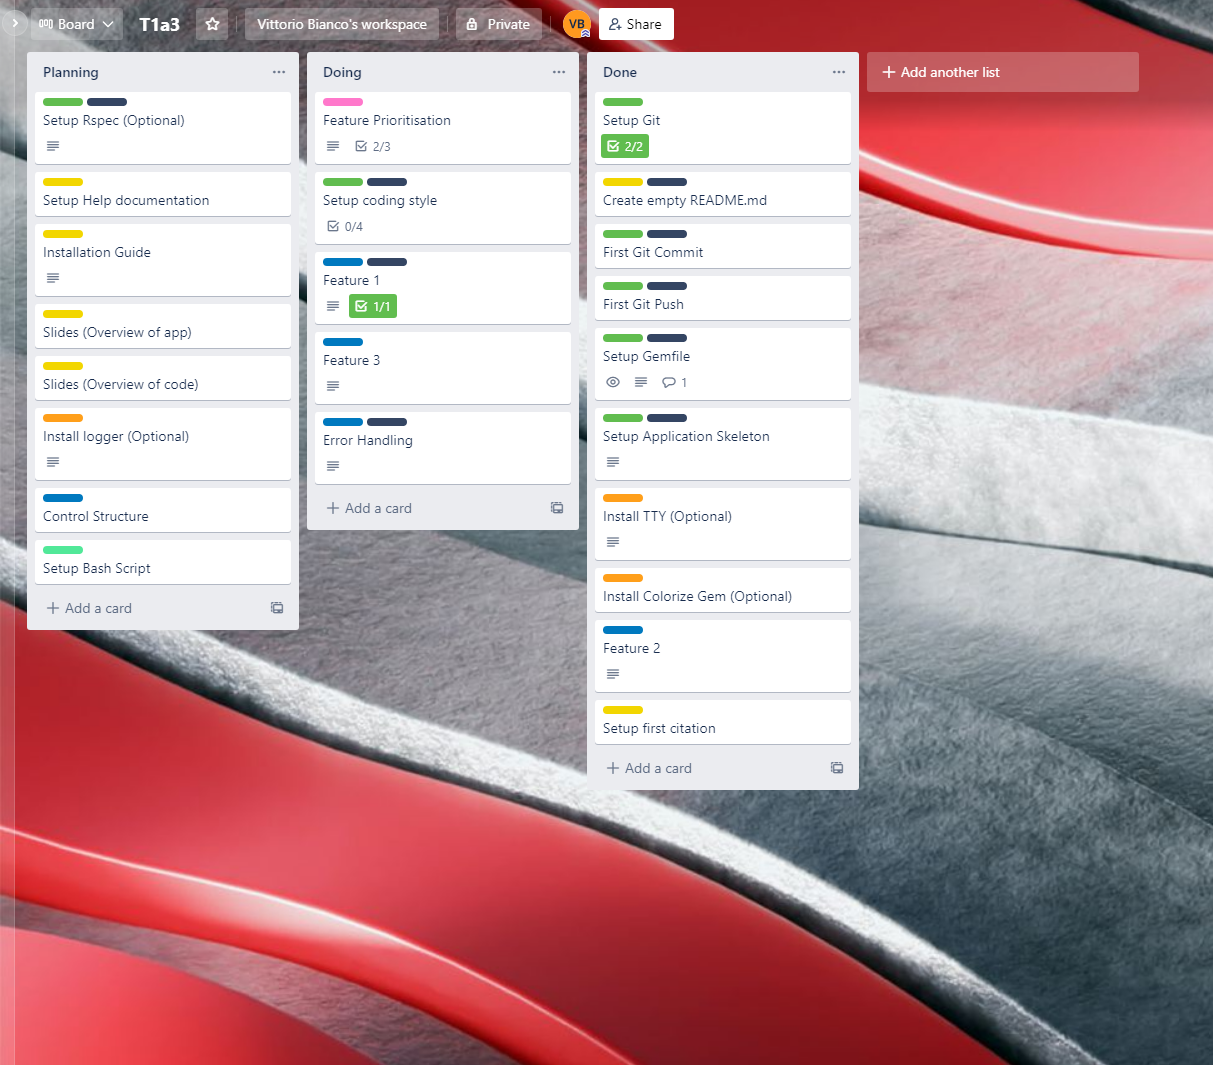 Board
T1a3
Vittorio Bianco's workspace
Private
VB
Share
Planning
Setup Rspec (Optional)
Setup Help documentation
Installation Guide
Slides (Overview of app)
Slides (Overview of code)
Install logger (Optional)
Control Structure
Setup Bash Script
Add a card
Doing
Feature Prioritisation
2/3
Setup coding style
0/4
Feature 1
1/1
Feature 3
Error Handling
Add a card
Done
Setup Git
2/2
Create empty README.md
First Git Commit
First Git Push
Setup Gemfile
1
Setup Application Skeleton
Install TTY (Optional)
Install Colorize Gem (Optional)
Feature 2
Setup first citation
Add a card
Add another list